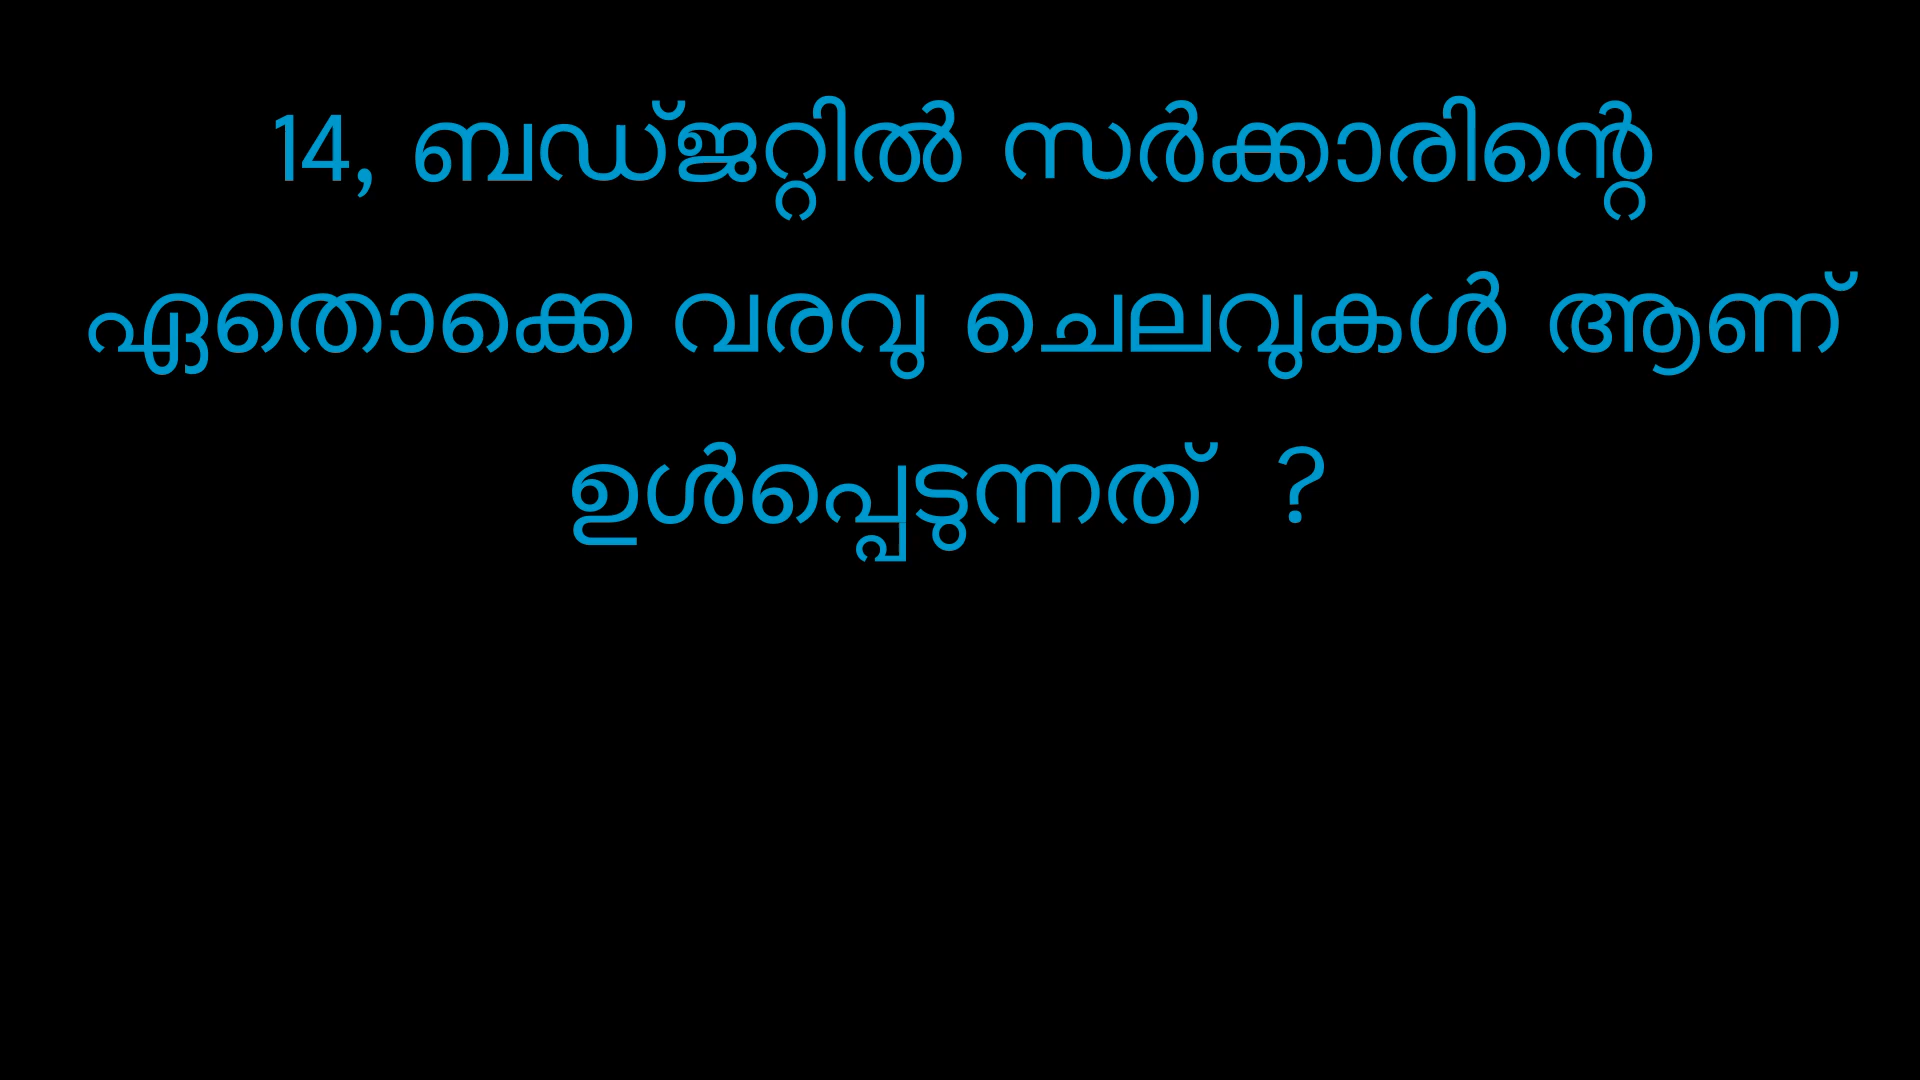 14, ബഡ്ജറ്റിൽ സർക്കാരിന്റെ
ഏതൊക്കെ വരവു ചെലവുകൾ ആണ്
ഉൾപ്പെടുന്നത് ?